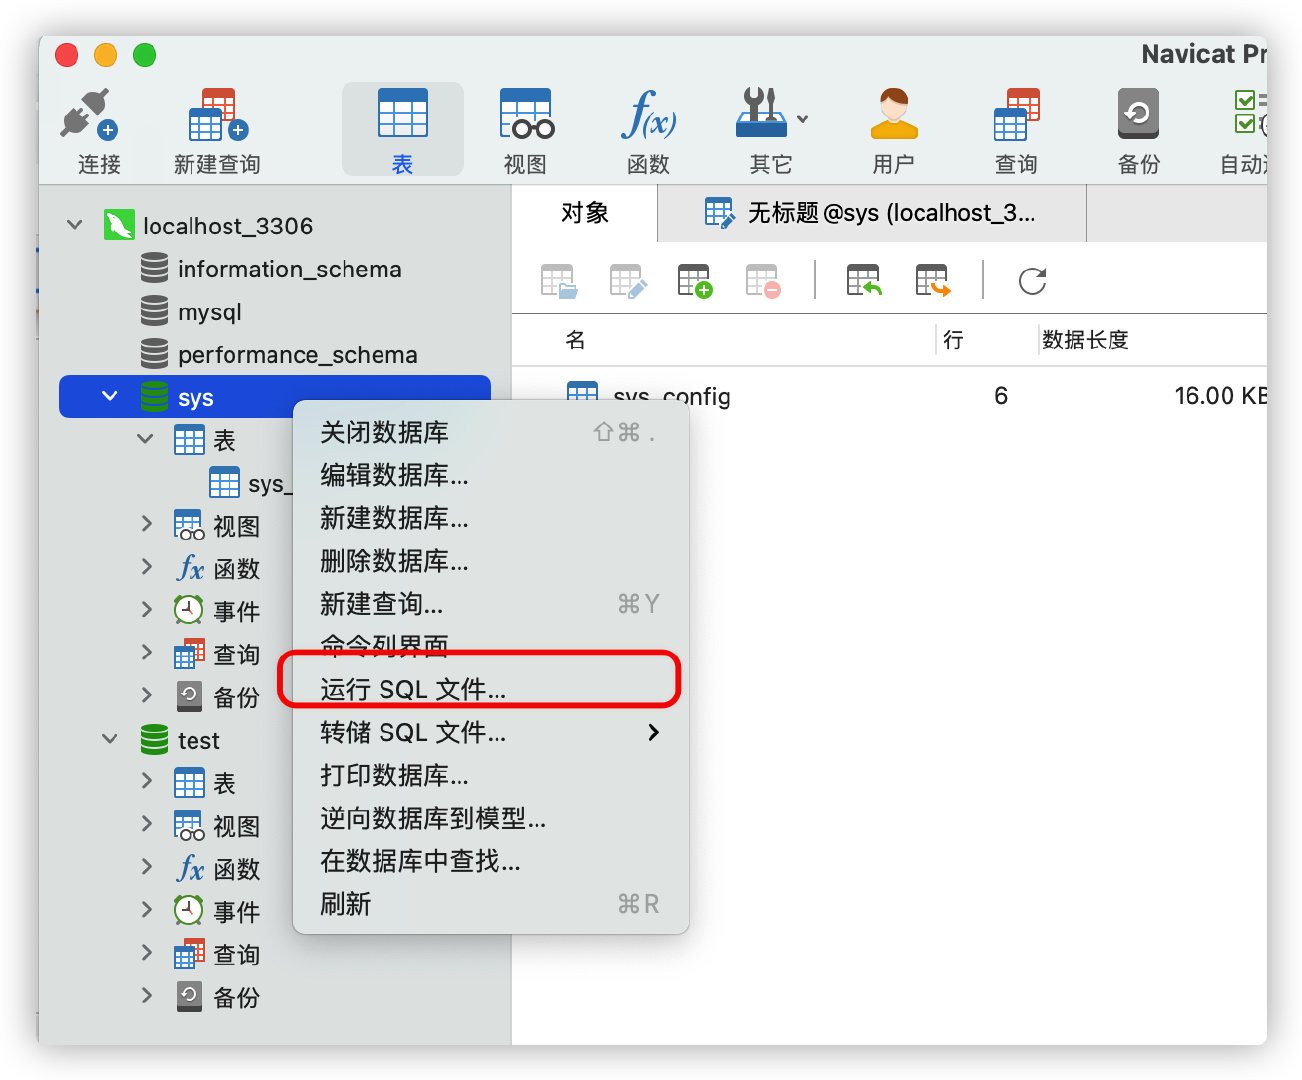 Navicat Pr
连接
新建查询
表
视图
函数
其它
用户
查询
备份
自动
localhost_3306
information_schema
mysql
performance_schema
sys
表
sys_
视图
函数
事件
查询
备份
test
表
视图
函数
事件
查询
备份
对象
无标题@sys (localhost_3...
名
行
数据长度
sys_config
6
16.00 KB
关闭数据库 ⇧⌘ .
编辑数据库...
新建数据库...
删除数据库...
新建查询... ⌘Y
命令列界面
运行 SQL 文件...
转储 SQL 文件...
打印数据库...
逆向数据库到模型...
在数据库中查找...
刷新 ⌘R